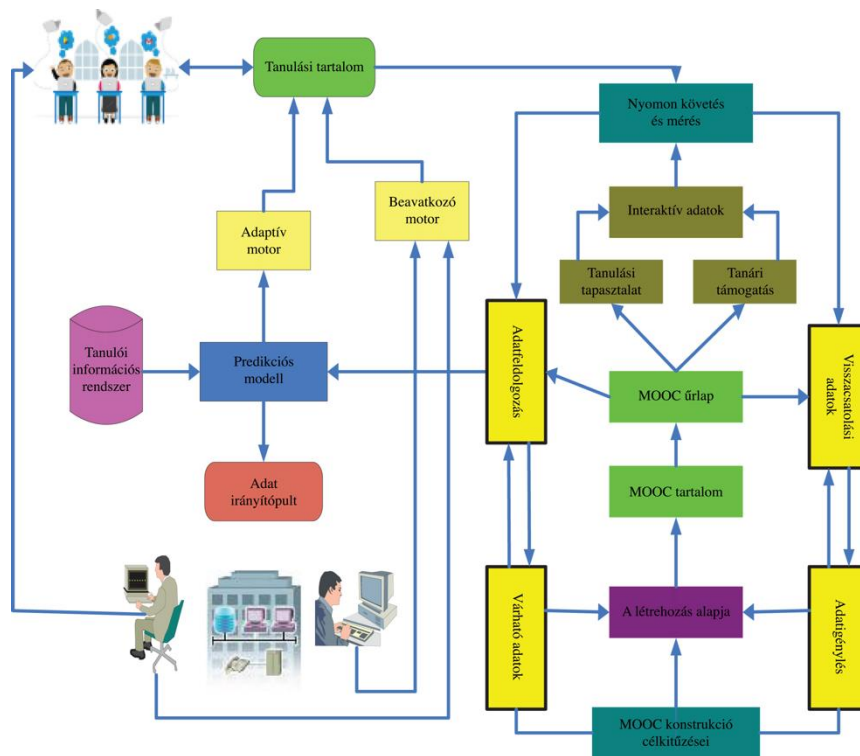 Tanulási tartalom
Nyomon követés
és mérés
Beavatkozó
motor
Interaktív adatok
Adaptív
motor
Tanulási
tapasztalat
Tanári
támogatás
Tanulói
információs
rendszer
Predikciós
modell
Adatfeldolgozás
MOOC űrlap
Visszacsatolási
adatok
Adat
irányítópult
MOOC tartalom
Várható adatok
A létrehozás alapja
Adatigénylés
MOOC konstrukció
célkitűzései